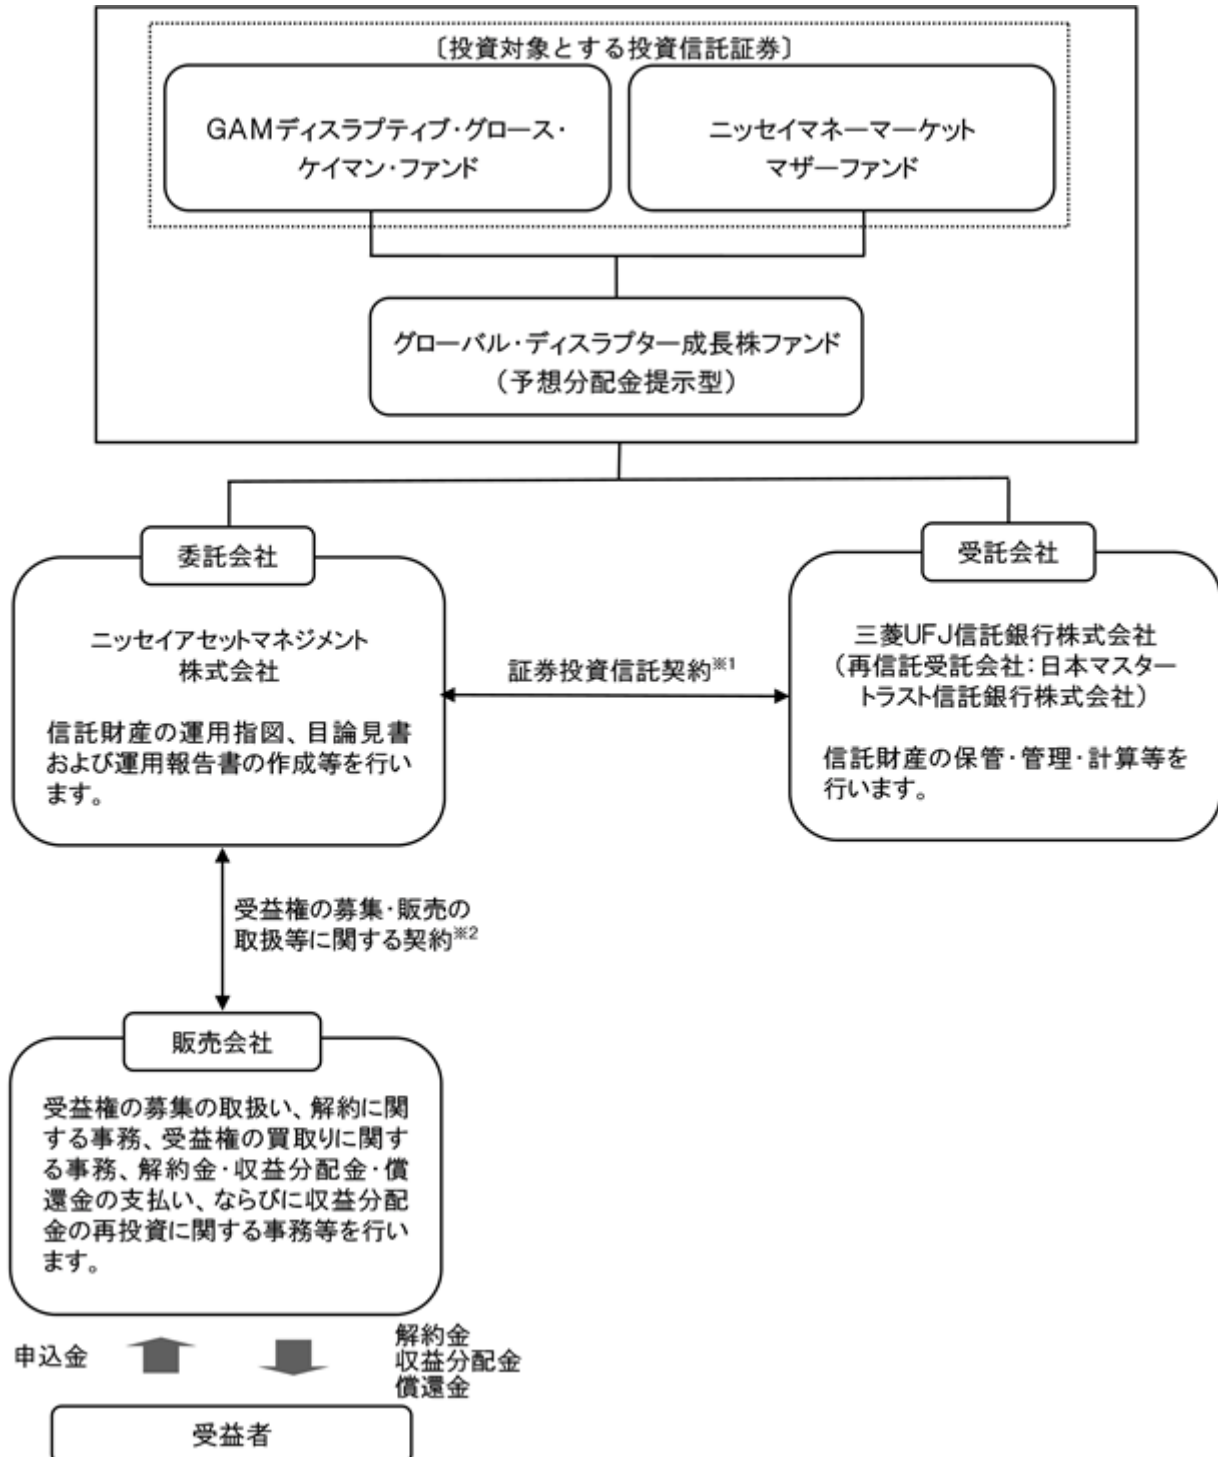 〔投資対象とする投資信託証券〕
GAMディスラプティブ・グロース・
ケイマン・ファンド
ニッセイマネーマーケット
マザーファンド
グローバル・ディスラプター成長株ファンド
（予想分配金提示型）
委託会社
ニッセイアセットマネジメント
株式会社
信託財産の運用指図、目論見書
および運用報告書の作成等を行い
ます。
証券投資信託契約※1
受託会社
三菱UFJ信託銀行株式会社
（再信託受託会社：日本マスター
トラスト信託銀行株式会社）
信託財産の保管・管理・計算等を
行います。
受益権の募集・販売の
取扱等に関する契約※2
販売会社
受益権の募集の取扱い、解約に関
する事務、受益権の買取りに関す
る事務、解約金・収益分配金・償
還金の支払い、ならびに収益分配
金の再投資に関する事務等を行い
ます。
申込金
解約金
収益分配金
償還金
受益者